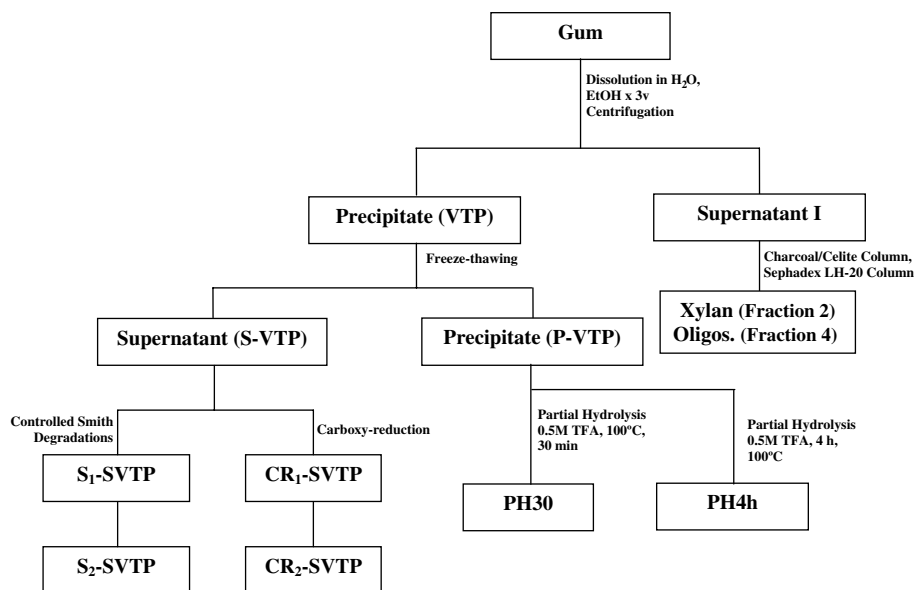 Gum
Dissolution in H₂O,
EtOH x 3v
Centrifugation
Precipitate (VTP)
Supernatant I
Freeze-thawing
Charcoal/Celite Column,
Sephadex LH-20 Column
Supernatant (S-VTP)
Precipitate (P-VTP)
Xylan (Fraction 2)
Oligos. (Fraction 4)
Controlled Smith
Degradations
Carboxy-reduction
Partial Hydrolysis
0.5M TFA, 100ºC,
30 min
Partial Hydrolysis
0.5M TFA, 4 h,
100ºC
S₁-SVTP
CR₁-SVTP
PH30
PH4h
S₂-SVTP
CR₂-SVTP